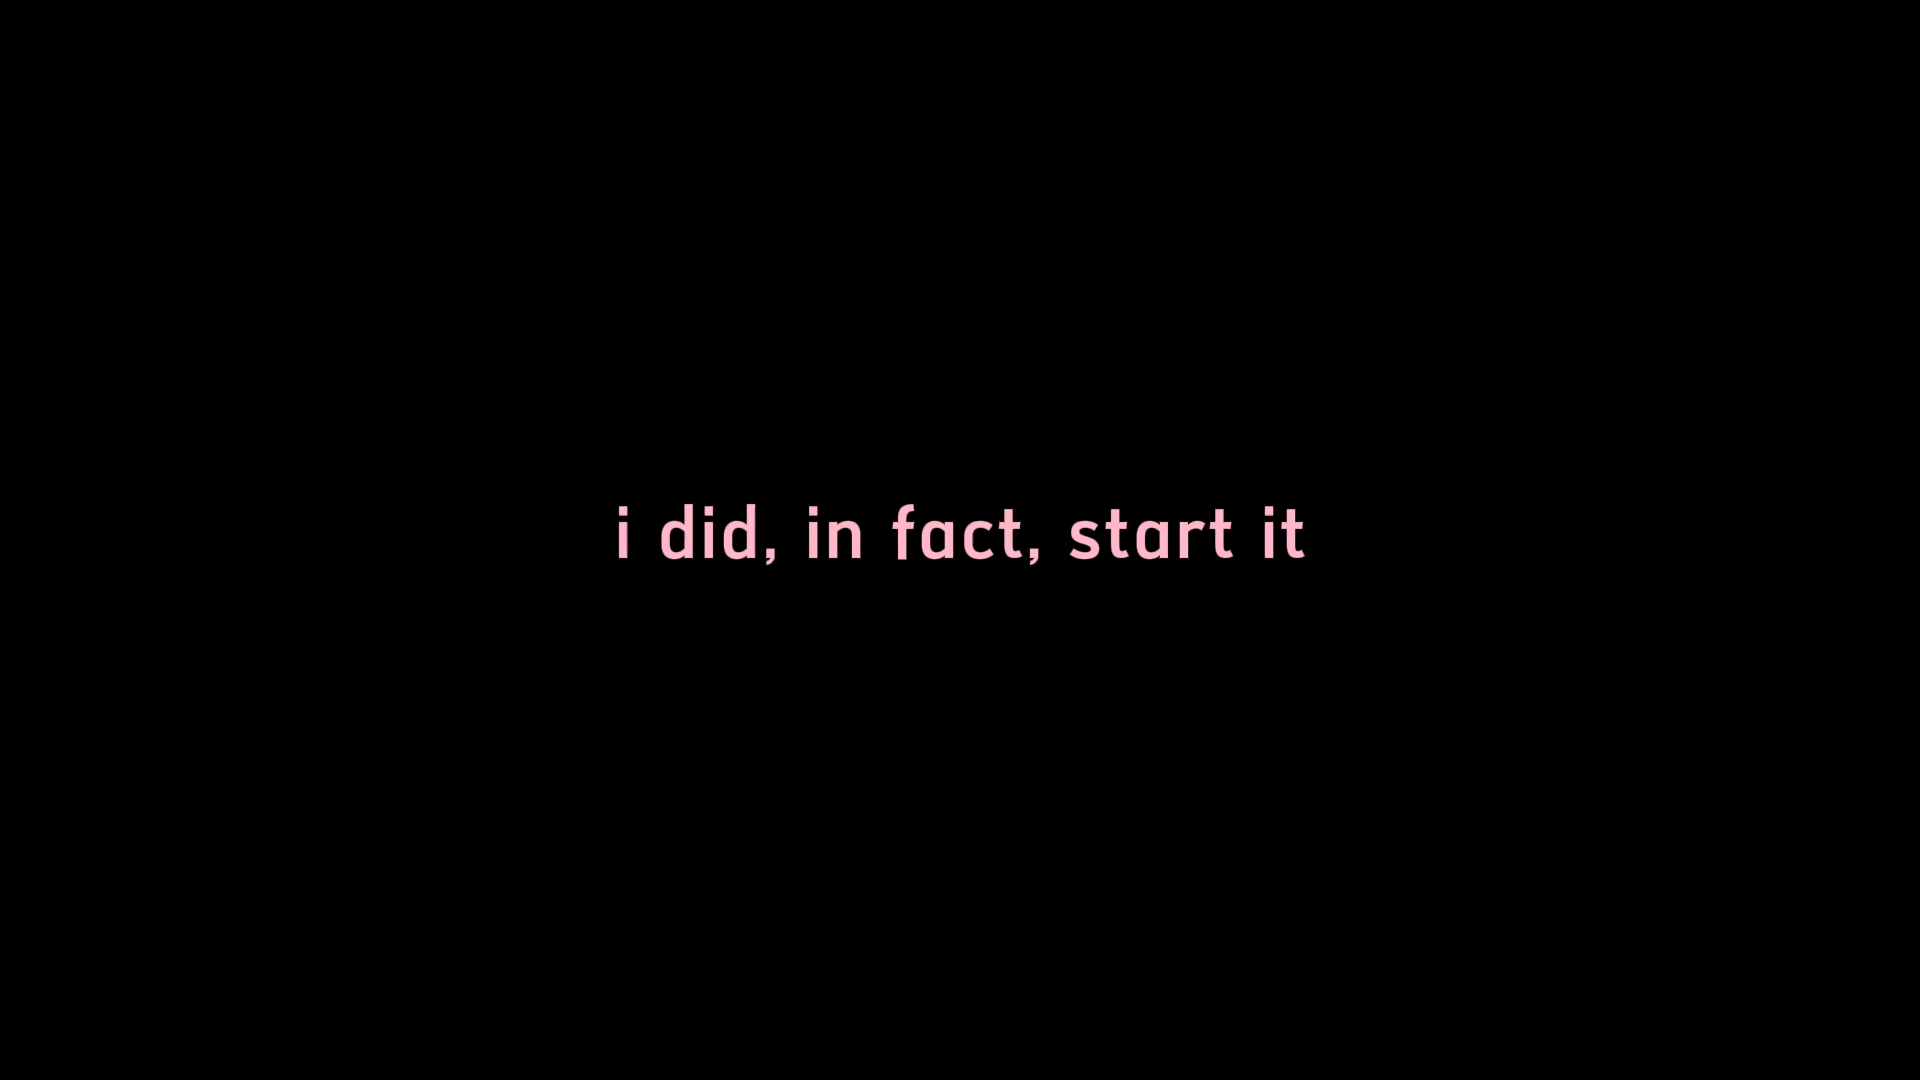 i did, in fact, start it